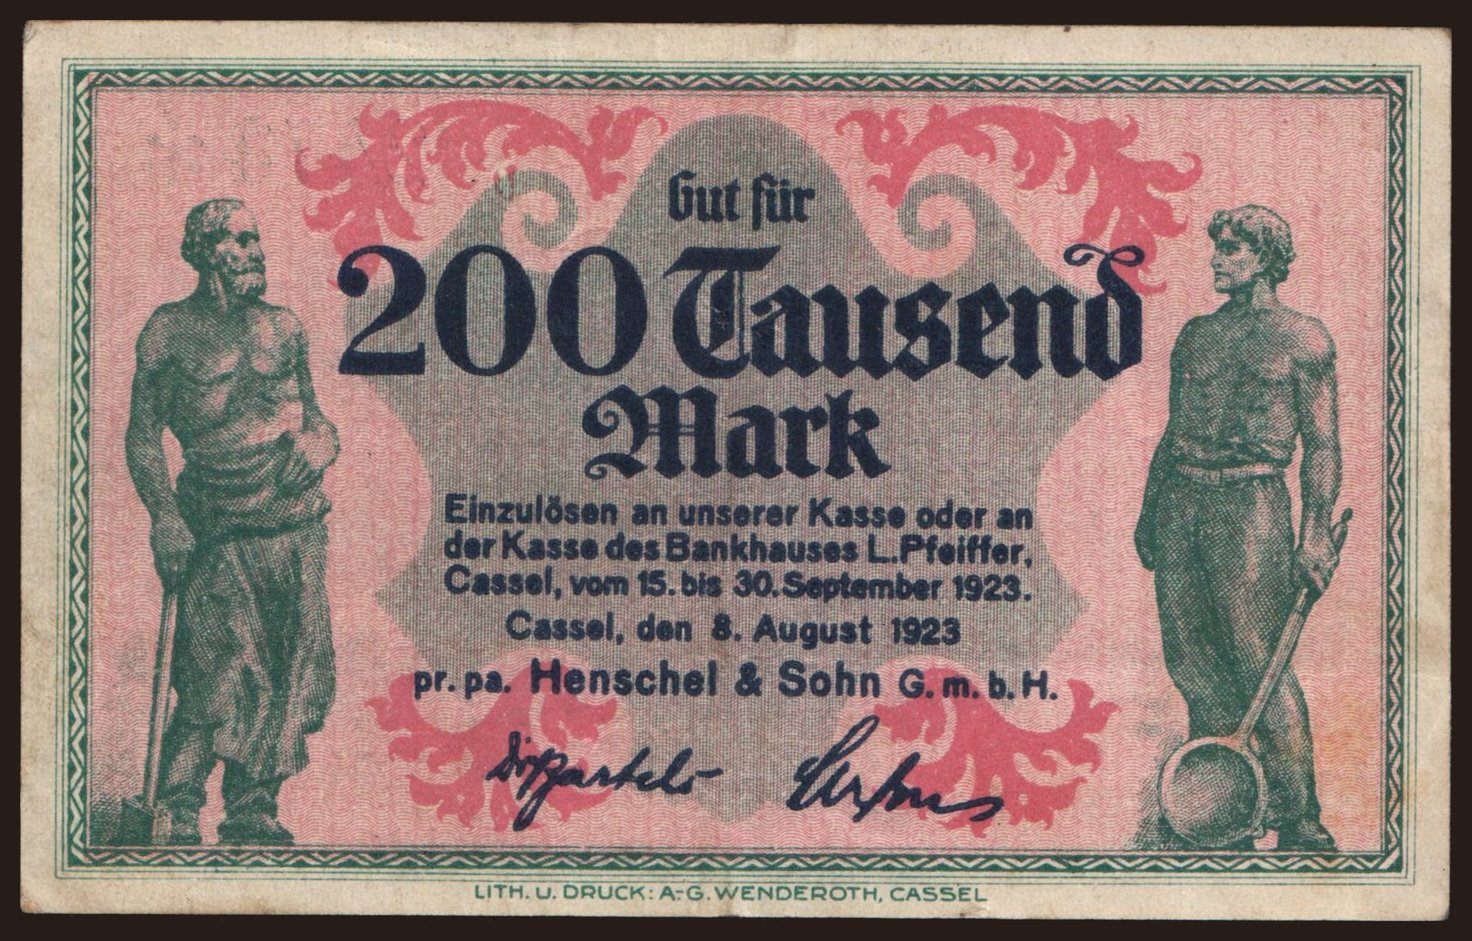 Gut für
200 Tausend
Mark
Einzulösen an unserer Kasse oder an
der Kasse des Bankhauses L. Pfeiffer,
Cassel, vom 15. bis 30. September 1923.
Cassel, den 8. August 1923
pr. pa. Henschel & Sohn G. m. b. H.
LITH. U. DRUCK: A.-G. WENDEROTH, CASSEL